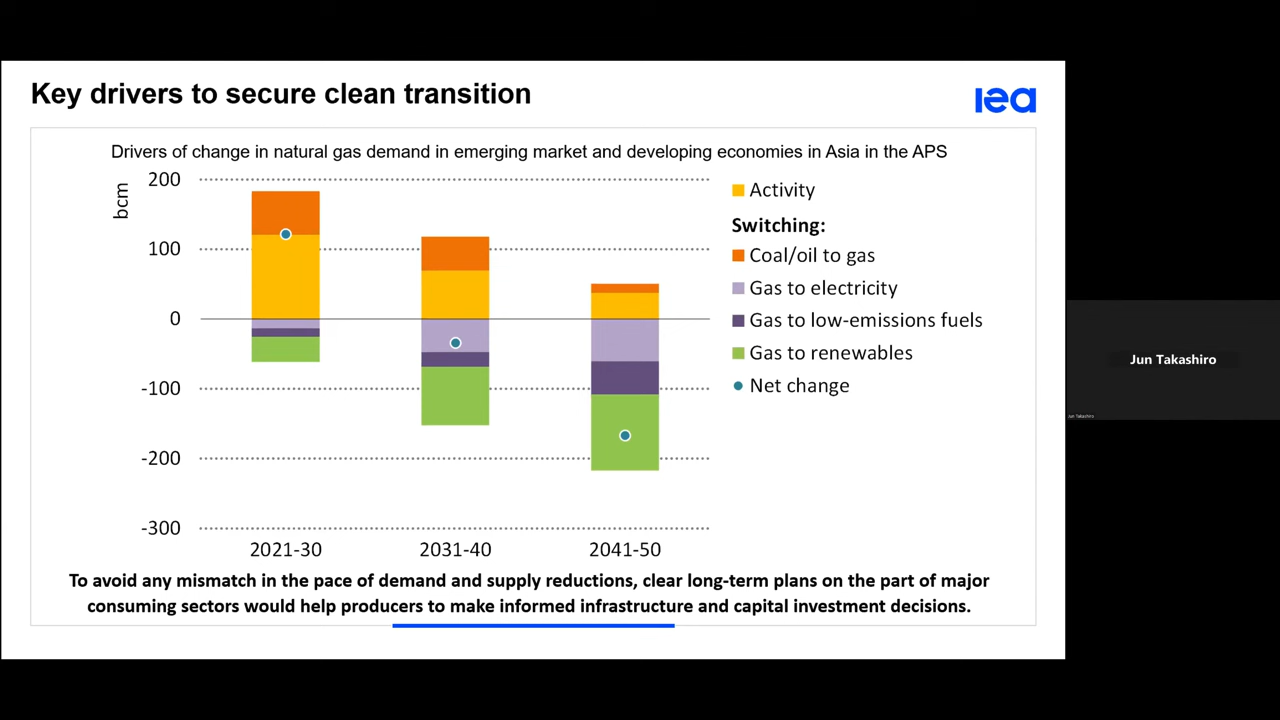 Key drivers to secure clean transition
iea
Drivers of change in natural gas demand in emerging market and developing economies in Asia in the APS
bcm
200
100
0
-100
-200
-300
2021-30
2031-40
2041-50
Activity
Switching:
Coal/oil to gas
Gas to electricity
Gas to low-emissions fuels
Gas to renewables
Net change
To avoid any mismatch in the pace of demand and supply reductions, clear long-term plans on the part of major
consuming sectors would help producers to make informed infrastructure and capital investment decisions.
Jun Takashiro
Jun Takashiro